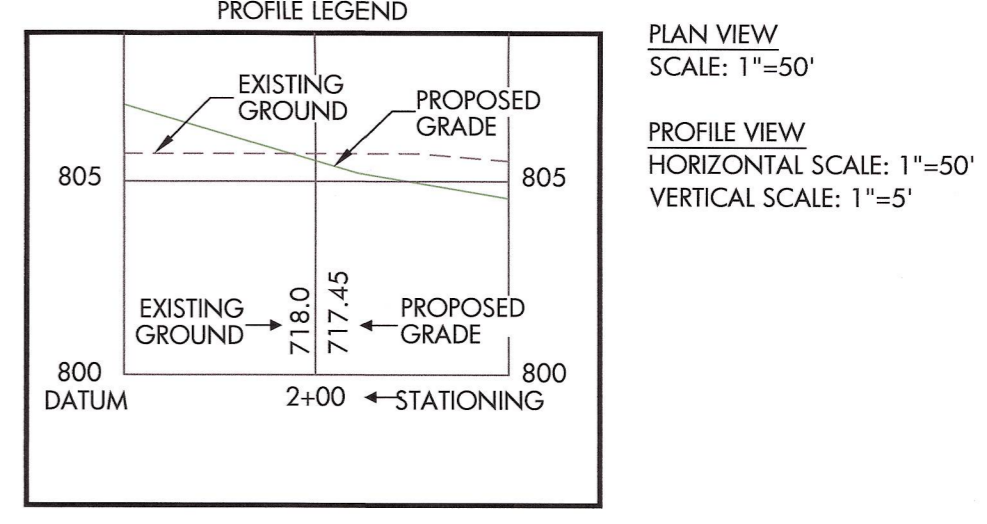 PROFILE LEGEND
EXISTING
GROUND
PROPOSED
GRADE
805
805
EXISTING
GROUND
718.0
717.45
PROPOSED
GRADE
800
800
DATUM
2+00
STATIONING
PLAN VIEW
SCALE: 1"=50'
PROFILE VIEW
HORIZONTAL SCALE: 1"=50'
VERTICAL SCALE: 1"=5'